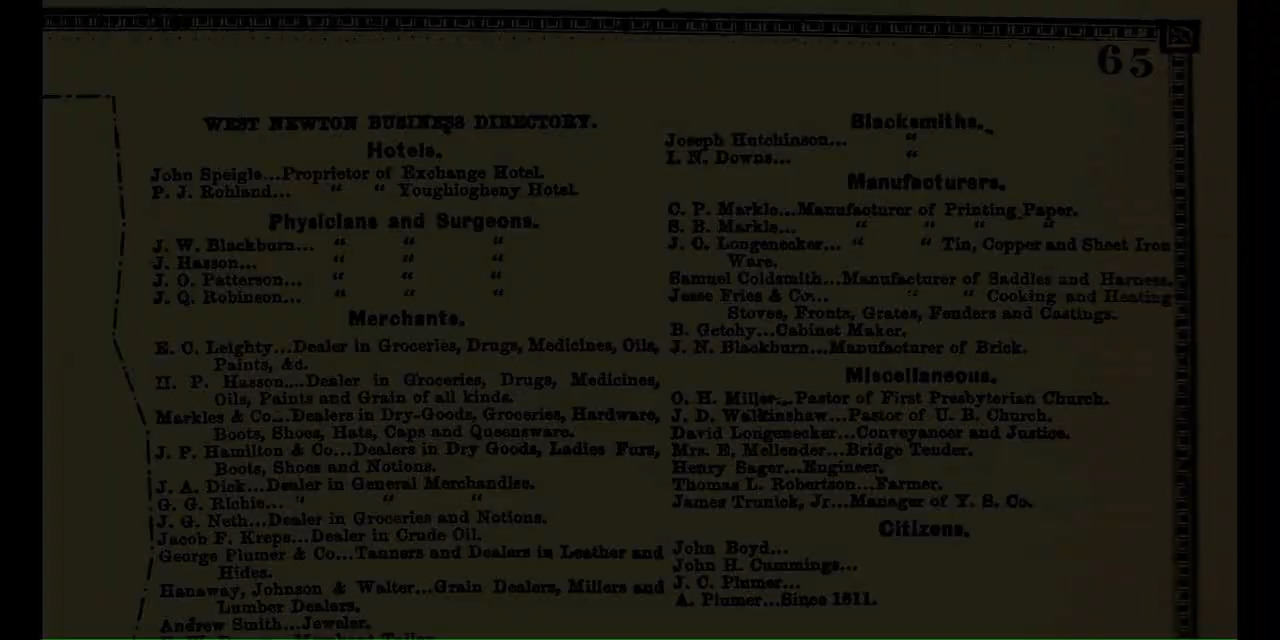 65
WEST NEWTON BUSINESS DIRECTORY.
Hotels.
John Speigle...Proprietor of Exchange Hotel.
P. J. Rohland... " " Youghiogheny Hotel.
Physicians and Surgeons.
J. W. Blackburn... " " "
J. Hasson... " " "
J. O. Patterson... " " "
J. Q. Robinson... " " "
Merchants.
E. C. Leighty...Dealer in Groceries, Drugs, Medicines, Oils,
Paints, &c.
H. P. Hasson...Dealer in Groceries, Drugs, Medicines,
Oils, Paints and Grain of all kinds.
Markles & Co...Dealers in Dry-Goods, Groceries, Hardware,
Boots, Shoes, Hats, Caps and Queensware.
J. P. Hamilton & Co...Dealers in Dry Goods, Ladies Furs,
Boots, Shoes and Notions.
J. A. Dick...Dealer in General Merchandise.
G. G. Richie... " " "
J. G. Neth...Dealer in Groceries and Notions.
Jacob F. Kreps...Dealer in Crude Oil.
George Plumer & Co...Tanners and Dealers in Leather and
Hides.
Hanaway, Johnson & Walter...Grain Dealers, Millers and
Lumber Dealers.
Andrew Smith...Jeweler.
Blacksmiths.
Joseph Hutchinson... "
I. N. Downs... "
Manufacturers.
C. P. Markle...Manufacturer of Printing Paper.
S. B. Markle... " " " "
J. O. Longenecker... " " Tin, Copper and Sheet Iron
Ware.
Samuel Coldsmith...Manufacturer of Saddles and Harness.
Jesse Fries & Co... " " Cooking and Heating
Stoves, Fronts, Grates, Fenders and Castings.
B. Getchy...Cabinet Maker.
J. N. Blackburn...Manufacturer of Brick.
Miscellaneous.
O. H. Miller...Pastor of First Presbyterian Church.
J. D. Walkinshaw...Pastor of U. B. Church.
David Longenecker...Conveyancer and Justice.
Mrs. E. Mellender...Bridge Tender.
Henry Sager...Engineer.
Thomas L. Robertson...Farmer.
James Trunick, Jr...Manager of Y. S. Co.
Citizens.
John Boyd...
John H. Cummings...
J. C. Plumer...
A. Plumer...Since 1811.